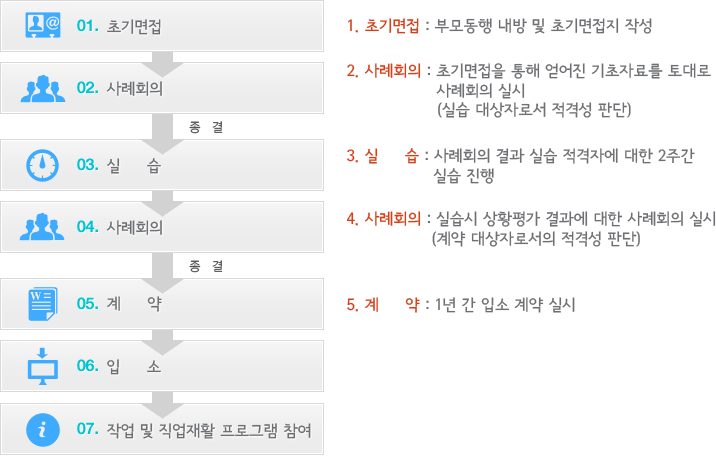 01. 초기면접
1. 초기면접 : 부모동행 내방 및 초기면접지 작성
02. 사례회의
2. 사례회의 : 초기면접을 통해 얻어진 기초자료를 토대로
사례회의 실시
(실습 대상자로서 적격성 판단)
종 결
03. 실 습
3. 실 습 : 사례회의 결과 실습 적격자에 대한 2주간
실습 진행
04. 사례회의
4. 사례회의 : 실습시 상황평가 결과에 대한 사례회의 실시
(계약 대상자로서의 적격성 판단)
종 결
W
05. 계 약
5. 계 약 : 1년 간 입소 계약 실시
06. 입 소
07. 작업 및 직업재활 프로그램 참여